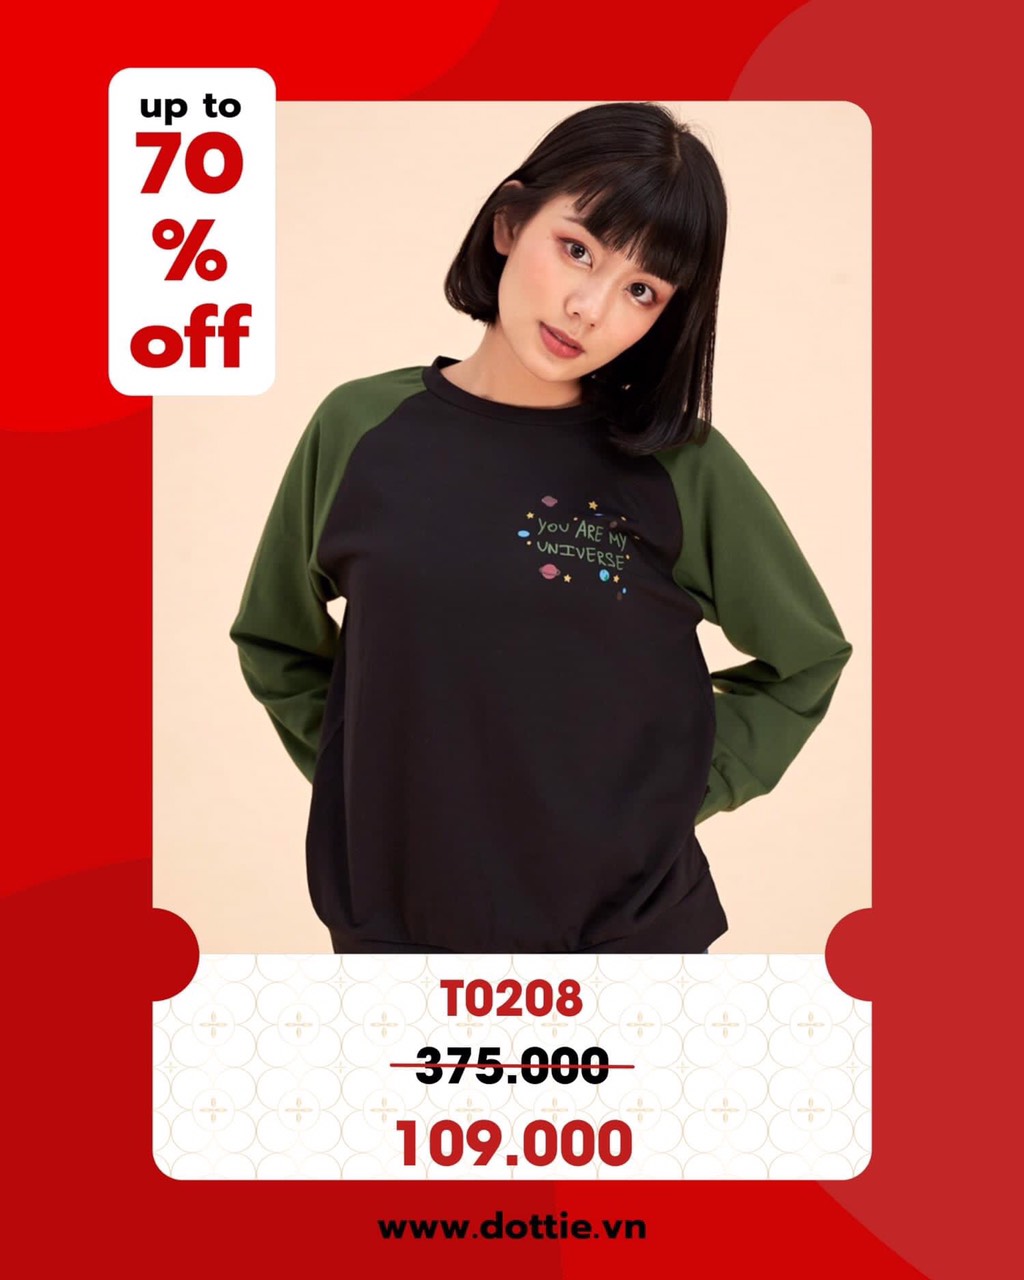 up to
70
%
off
YOU ARE MY
UNIVERSE
T0208
375.000
109.000
www.dottie.vn